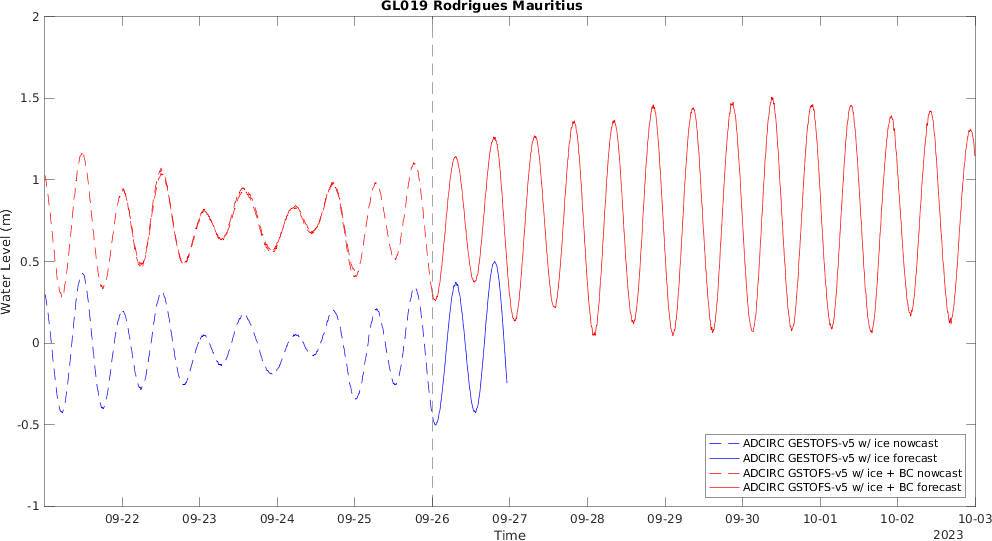 GL019 Rodrigues Mauritius
2
1.5
1
0.5
0
-0.5
-1
Water Level (m)
ADCIRC GESTOFS-v5 w/ ice nowcast
ADCIRC GESTOFS-v5 w/ ice forecast
ADCIRC GSTOFS-v5 w/ ice + BC nowcast
ADCIRC GSTOFS-v5 w/ ice + BC forecast
09-22 09-23 09-24 09-25 09-26 09-27 09-28 09-29 09-30 10-01 10-02 10-03
Time
2023